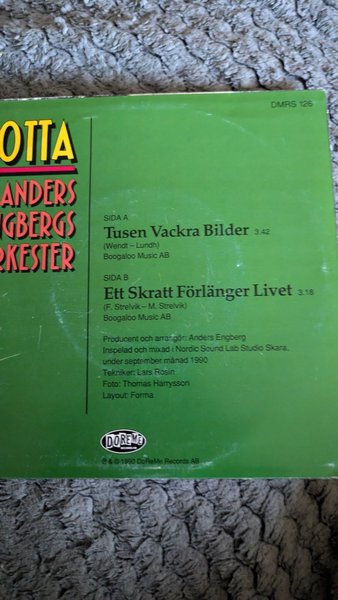 DMRS 126
OTTA
ANDERS
NGBERGS
RKESTER
SIDA A
Tusen Vackra Bilder 3.42
(Wendt – Lundh)
Boogaloo Music AB
SIDA B
Ett Skratt Förlänger Livet 3.18
(F. Strelvik – M. Strelvik)
Boogaloo Music AB
Producent och arrangör: Anders Engberg
Inspelad och mixad i Nordic Sound Lab Studio Skara,
under september månad 1990
Tekniker: Lars Rosin
Foto: Thomas Harrysson
Layout: Forma
DOREME
℗ & © 1990 DoReMe Records AB